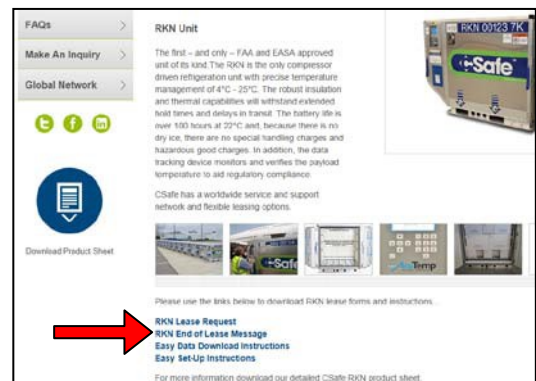 FAQs
Make An Inquiry
Global Network
Download Product Sheet
RKN Unit
The first – and only – FAA and EASA approved
unit of its kind. The RKN is the only compressor
driven refrigeration unit with precise temperature
management of 4°C - 25°C. The robust insulation
and thermal capabilities will withstand extended
hold times and delays in transit. The battery life is
over 100 hours at 22°C and, because there is no
dry ice, there are no special handling charges and
hazardous good charges. In addition, the data
tracking device monitors and verifies the payload
temperature to aid regulatory compliance.
CSafe has a worldwide service and support
network and flexible leasing options.
RKN 00123 7K
CSafe
Safe
AcuTemp
Please use the links below to download RKN lease forms and instructions.
RKN Lease Request
RKN End of Lease Message
Easy Data Download Instructions
Easy Set-Up Instructions
For more information download our detailed CSafe RKN product sheet.